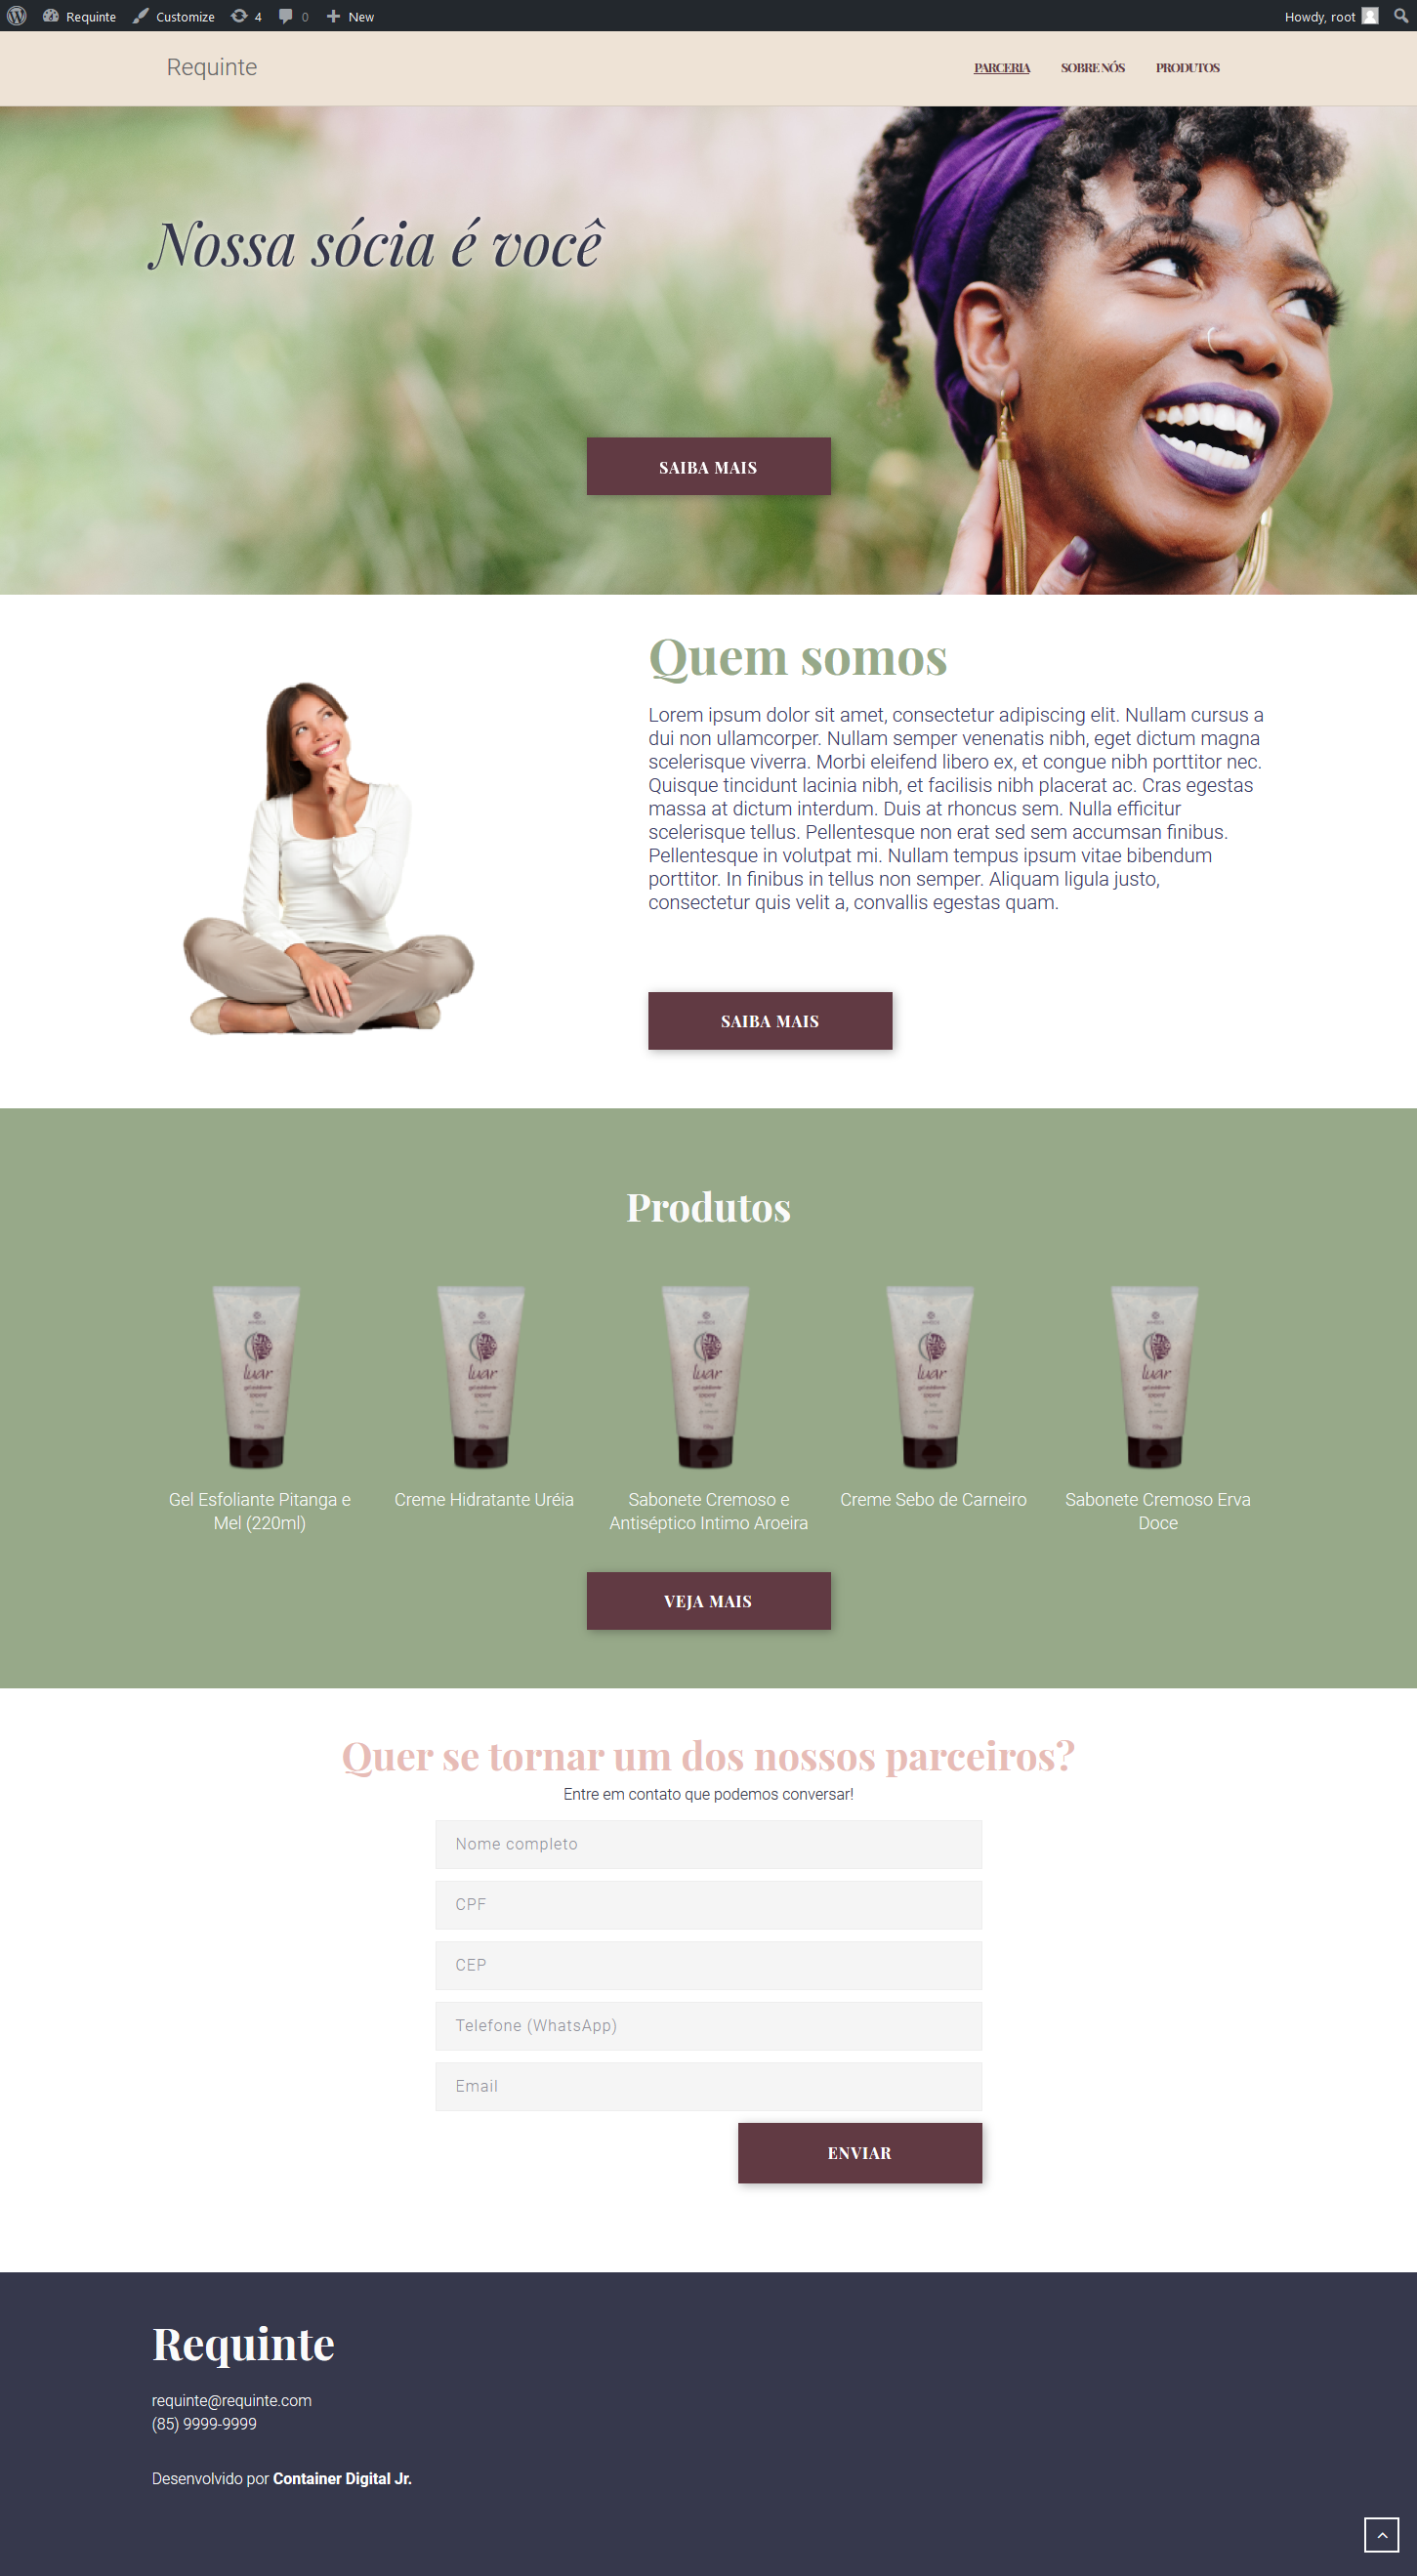 Requinte Customize 4 0 New Howdy, root
Requinte PARCERIA SOBRE NÓS PRODUTOS
Nossa sócia é você
SAIBA MAIS
Quem somos
Lorem ipsum dolor sit amet, consectetur adipiscing elit. Nullam cursus a
dui non ullamcorper. Nullam semper venenatis nibh, eget dictum magna
scelerisque viverra. Morbi eleifend libero ex, et congue nibh porttitor nec.
Quisque tincidunt lacinia nibh, et facilisis nibh placerat ac. Cras egestas
massa at dictum interdum. Duis at rhoncus sem. Nulla efficitur
scelerisque tellus. Pellentesque non erat sed sem accumsan finibus.
Pellentesque in volutpat mi. Nullam tempus ipsum vitae bibendum
porttitor. In finibus in tellus non semper. Aliquam ligula justo,
consectetur quis velit a, convallis egestas quam.
SAIBA MAIS
Produtos
luar luar luar luar luar
Gel Esfoliante Pitanga e
Mel (220ml)
Creme Hidratante Uréia
Sabonete Cremoso e
Antiséptico Intimo Aroeira
Creme Sebo de Carneiro
Sabonete Cremoso Erva
Doce
VEJA MAIS
Quer se tornar um dos nossos parceiros?
Entre em contato que podemos conversar!
Nome completo
CPF
CEP
Telefone (WhatsApp)
Email
ENVIAR
Requinte
requinte@requinte.com
(85) 9999-9999
Desenvolvido por Container Digital Jr.